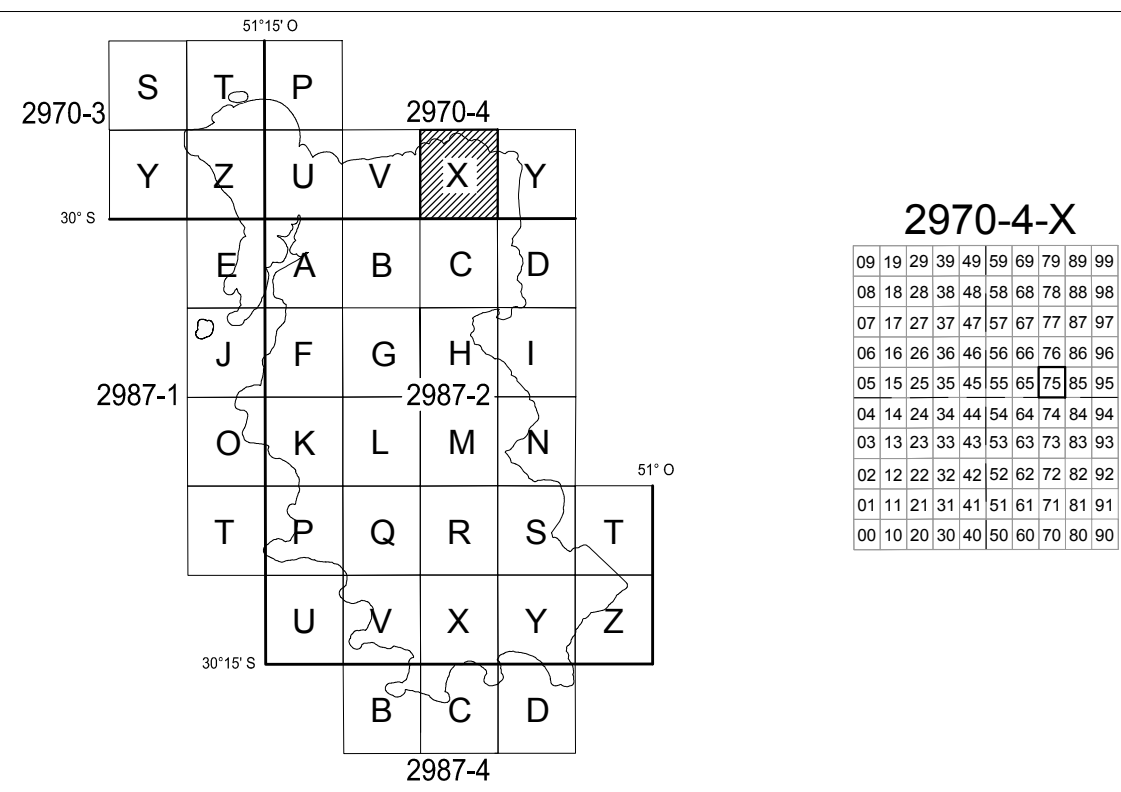 51°15' O
S T P
2970-3
2970-4
Y Z U V X Y
30° S
E A B C D
J F G H I
2987-1
2987-2
O K L M N
51° O
T P Q R S T
U V X Y Z
30°15' S
B C D
2987-4
2970-4-X
09 19 29 39 49 59 69 79 89 99
08 18 28 38 48 58 68 78 88 98
07 17 27 37 47 57 67 77 87 97
06 16 26 36 46 56 66 76 86 96
05 15 25 35 45 55 65 75 85 95
04 14 24 34 44 54 64 74 84 94
03 13 23 33 43 53 63 73 83 93
02 12 22 32 42 52 62 72 82 92
01 11 21 31 41 51 61 71 81 91
00 10 20 30 40 50 60 70 80 90